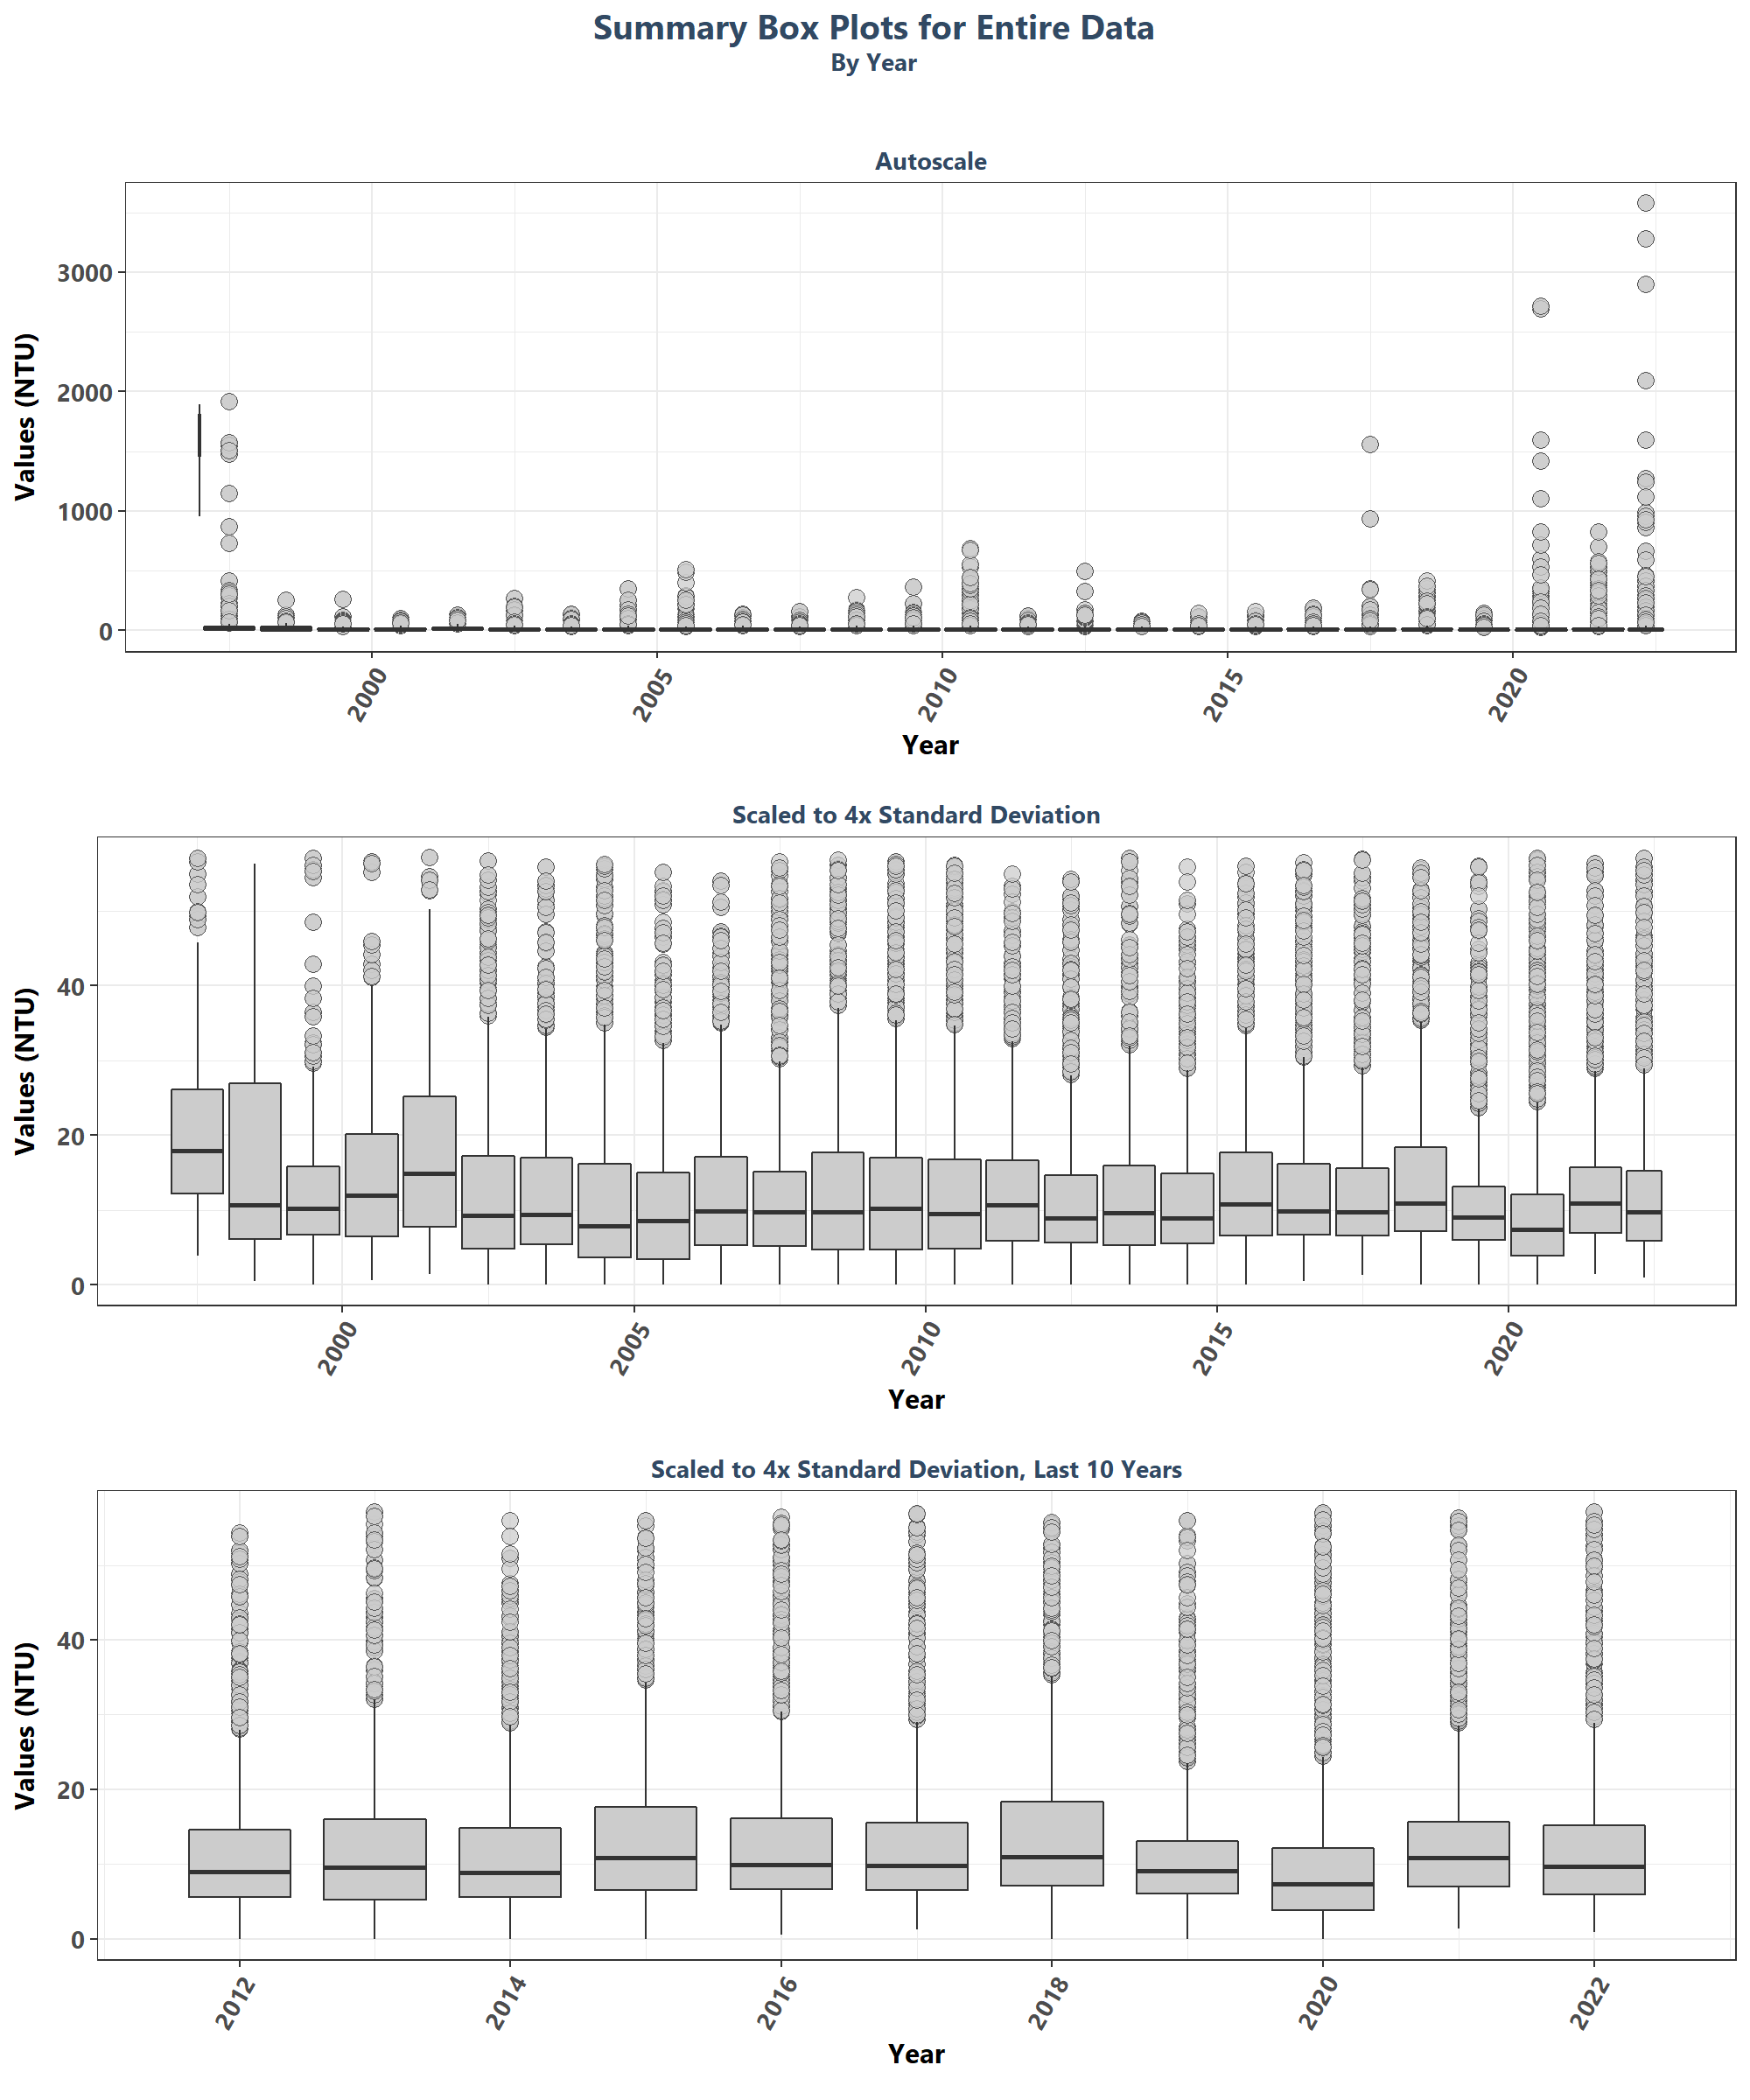 Summary Box Plots for Entire Data
By Year
Autoscale
Values (NTU)
3000
2000
1000
0
2000
2005
2010
2015
2020
Year
Scaled to 4x Standard Deviation
Values (NTU)
40
20
0
2000
2005
2010
2015
2020
Year
Scaled to 4x Standard Deviation, Last 10 Years
Values (NTU)
40
20
0
2012
2014
2016
2018
2020
2022
Year